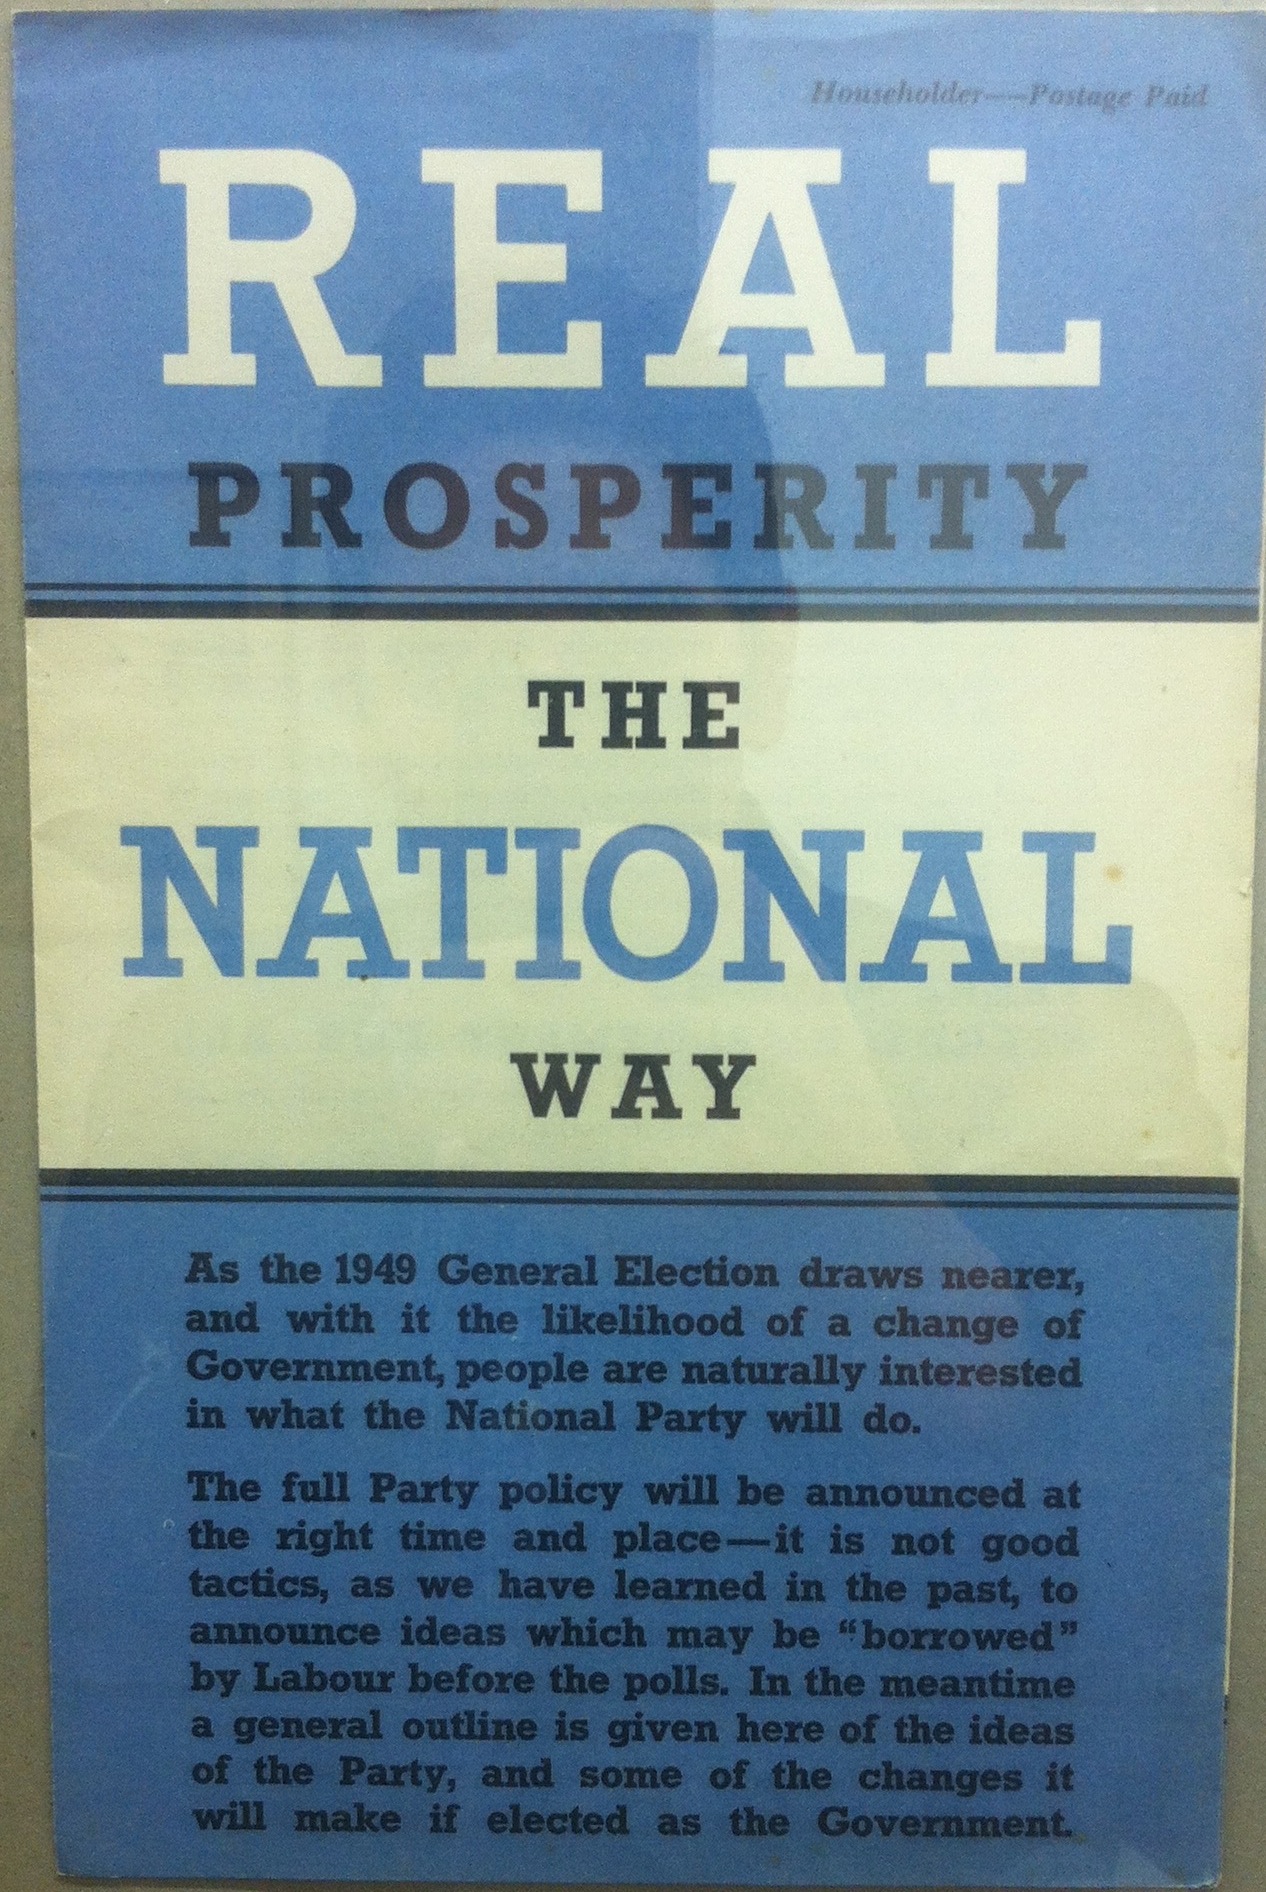 Householder—Postage Paid
REAL
PROSPERITY
THE
NATIONAL
WAY
As the 1949 General Election draws nearer,
and with it the likelihood of a change of
Government, people are naturally interested
in what the National Party will do.
The full Party policy will be announced at
the right time and place—it is not good
tactics, as we have learned in the past, to
announce ideas which may be “borrowed”
by Labour before the polls. In the meantime
a general outline is given here of the ideas
of the Party, and some of the changes it
will make if elected as the Government.